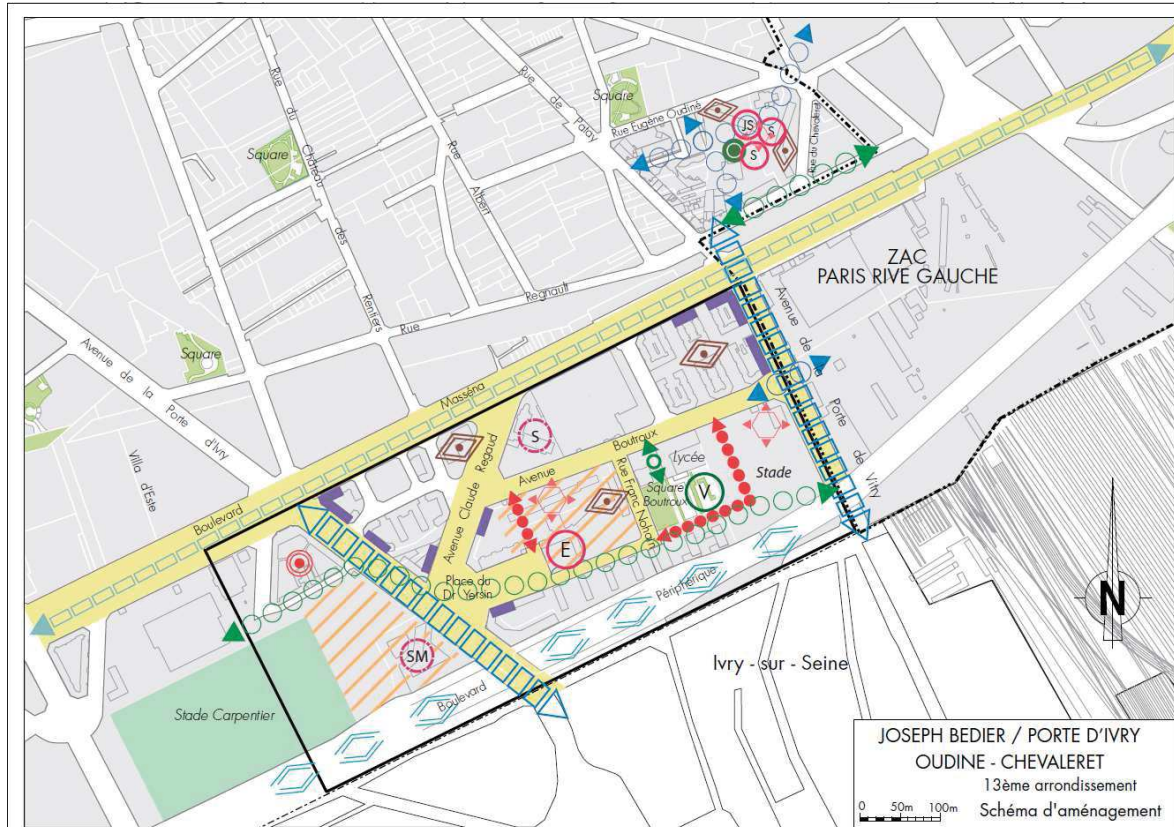 Rue du Château des Rentiers
Rue de Patay
Square
Rue Eugène Oudiné
JS
S
S
Rue du Chevaleret
Square
Rue Albert
ZAC
PARIS RIVE GAUCHE
Rue Regnault
Avenue de la Porte d'Ivry
Square
Avenue de la Porte de Vitry
Boulevard Masséna
Villa d'Este
S
Avenue Claude Regaud
Avenue Boutroux
Lycée
Stade
Square
Boutroux
V
Rue Franc Nohain
E
Place du
Dr Yersin
SM
Boulevard Périphérique
Ivry - sur - Seine
Stade Carpentier
N
JOSEPH BEDIER / PORTE D'IVRY
OUDINE - CHEVALERET
13ème arrondissement
0 50m 100m
Schéma d'aménagement